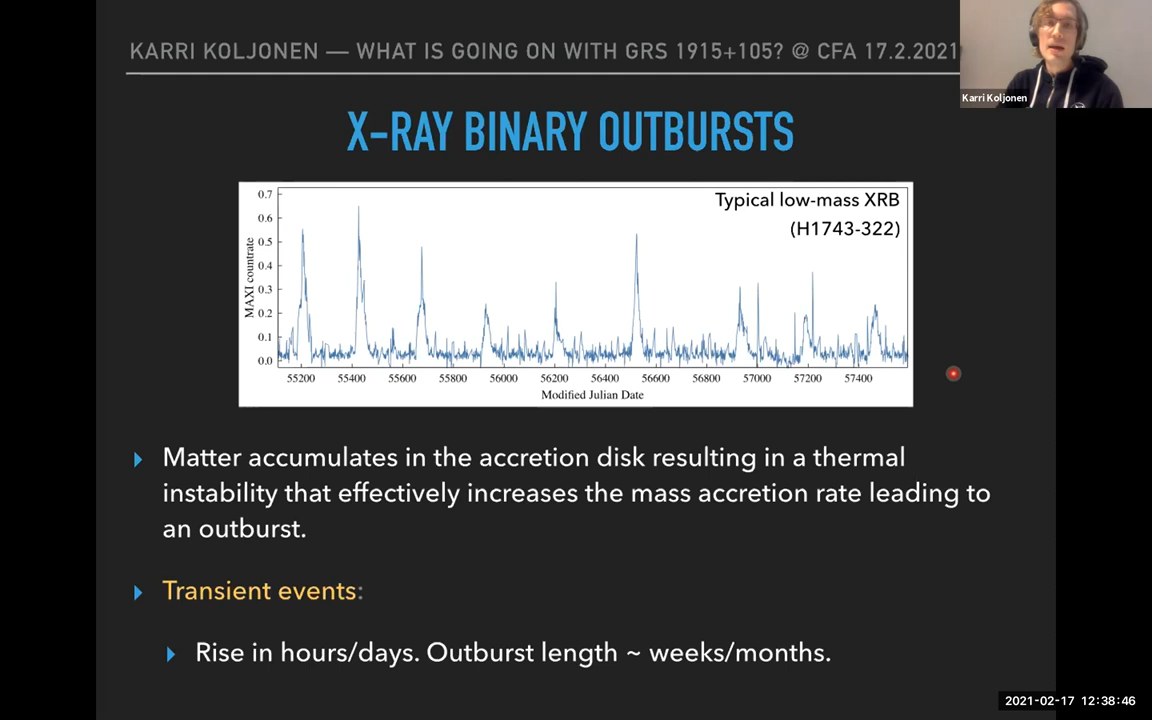 KARRI KOLJONEN — WHAT IS GOING ON WITH GRS 1915+105? @ CFA 17.2.2021
Karri Koljonen
X-RAY BINARY OUTBURSTS
Typical low-mass XRB
(H1743-322)
0.7
0.6
0.5
0.4
0.3
0.2
0.1
0.0
MAXI countrate
55200 55400 55600 55800 56000 56200 56400 56600 56800 57000 57200 57400
Modified Julian Date
Matter accumulates in the accretion disk resulting in a thermal
instability that effectively increases the mass accretion rate leading to
an outburst.
Transient events:
Rise in hours/days. Outburst length ~ weeks/months.
2021-02-17 12:38:46